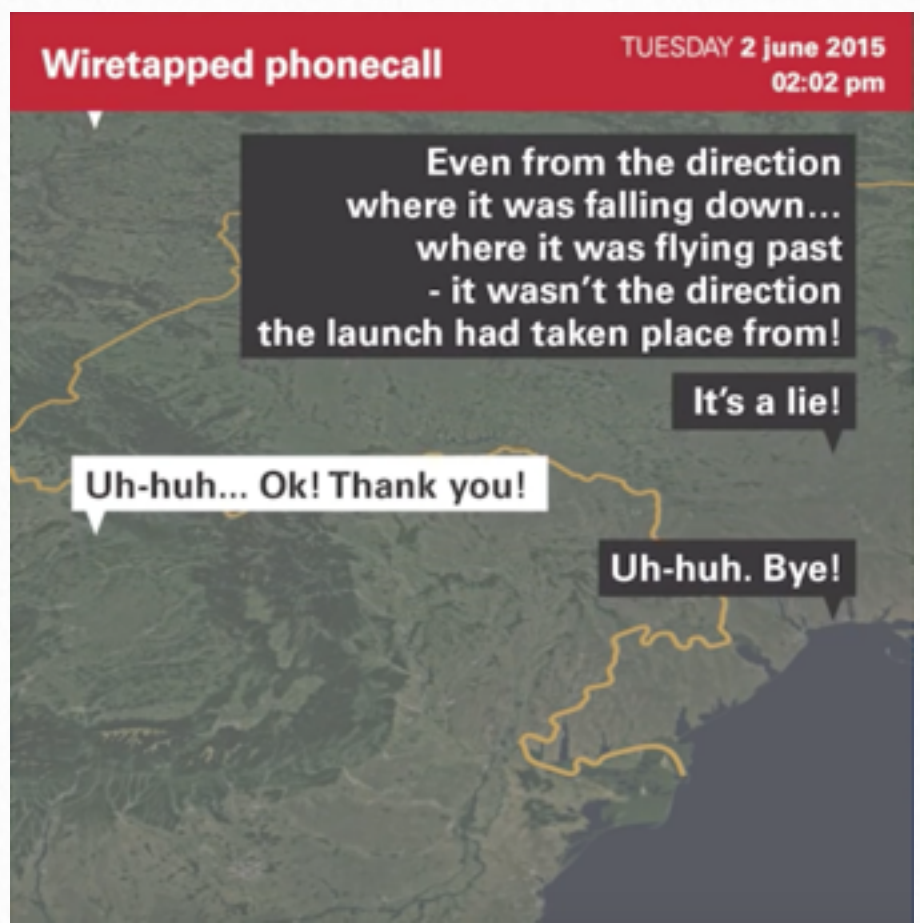 Wiretapped phonecall
TUESDAY 2 june 2015
02:02 pm
Even from the direction
where it was falling down...
where it was flying past
- it wasn't the direction
the launch had taken place from!
It's a lie!
Uh-huh... Ok! Thank you!
Uh-huh. Bye!